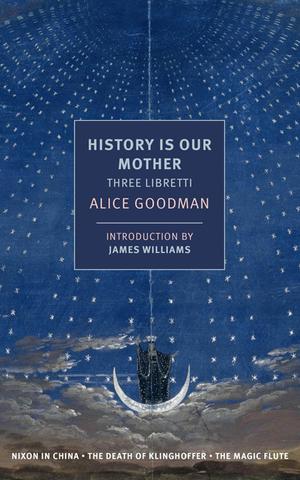 HISTORY IS OUR
MOTHER
THREE LIBRETTI
ALICE GOODMAN
INTRODUCTION BY
JAMES WILLIAMS
NIXON IN CHINA • THE DEATH OF KLINGHOFFER • THE MAGIC FLUTE